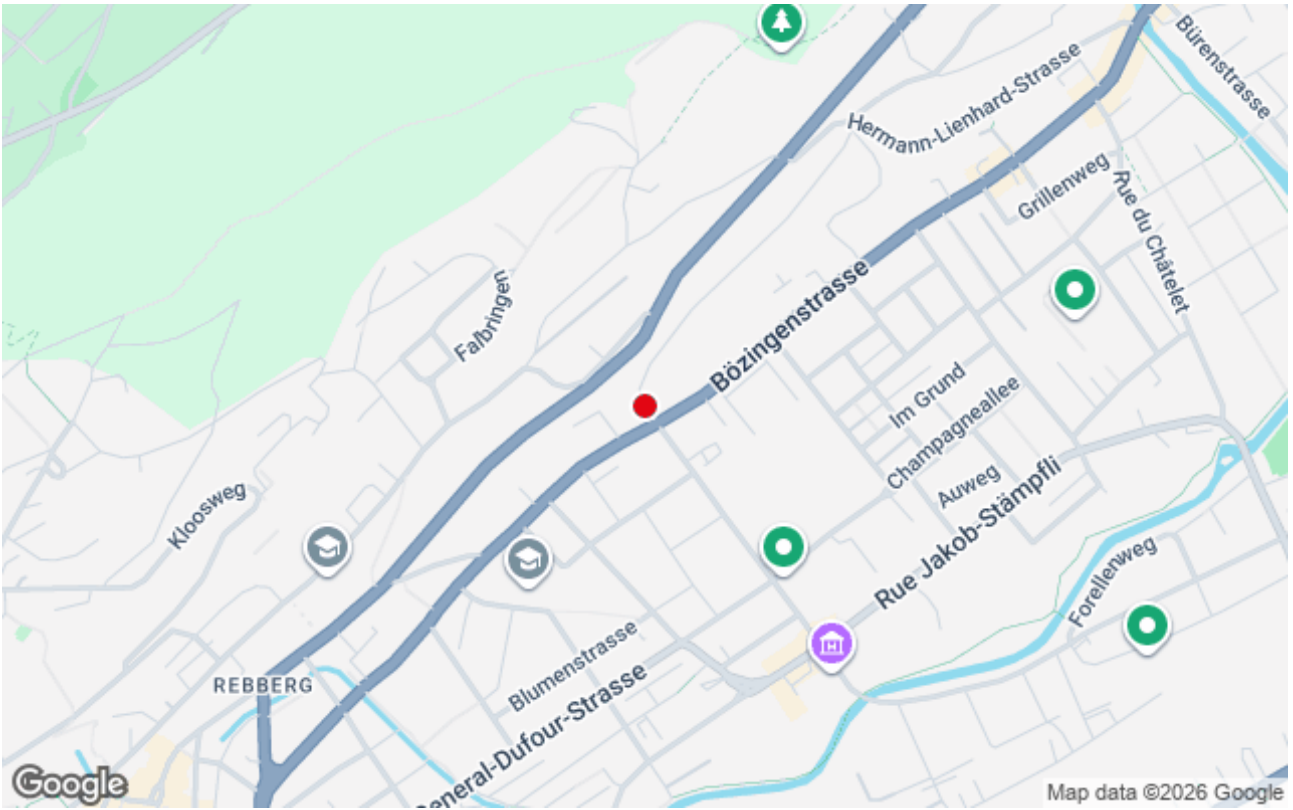 Bürenstrasse
Hermann-Lienhard-Strasse
Grillenweg
Rue du Châtelet
Falbringen
Bözingenstrasse
Im Grund
Champagneallee
Kloosweg
Auweg
Rue Jakob-Stämpfli
Forellenweg
Blumenstrasse
REBBERG
General-Dufour-Strasse
Google
Map data ©2026 Google